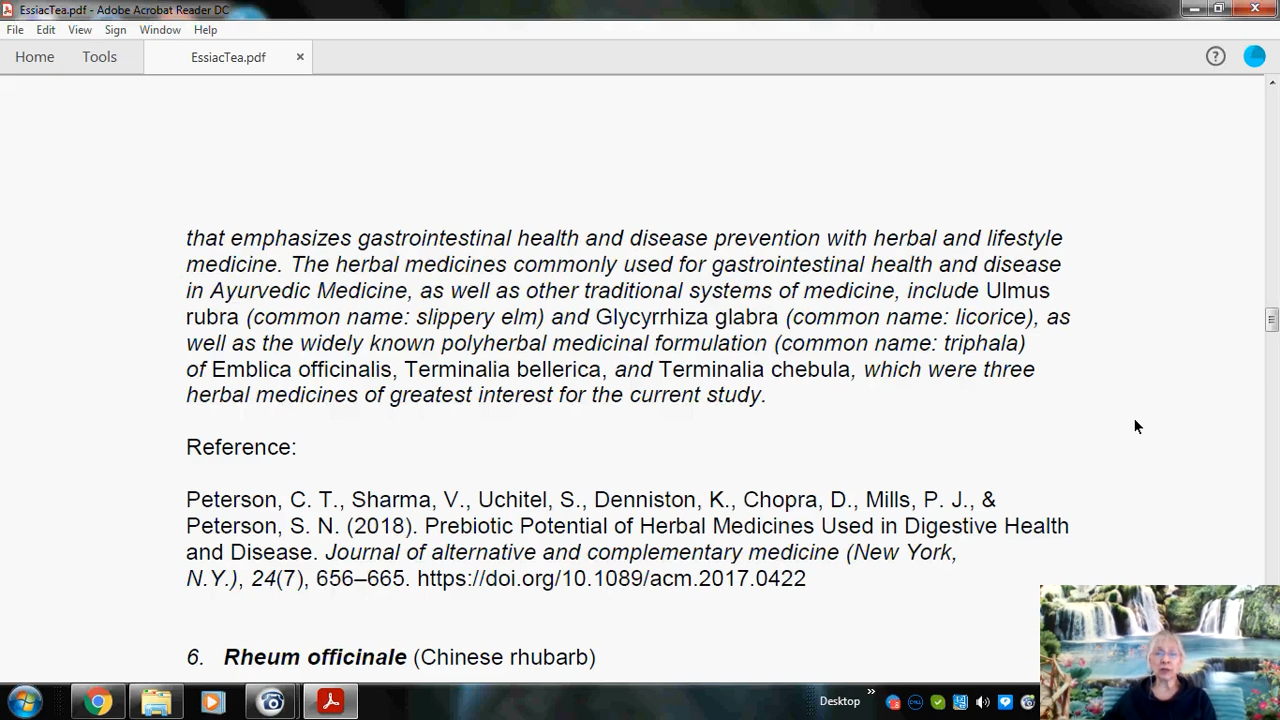 EssiacTea.pdf - Adobe Acrobat Reader DC
File Edit View Sign Window Help
Home Tools EssiacTea.pdf
that emphasizes gastrointestinal health and disease prevention with herbal and lifestyle
medicine. The herbal medicines commonly used for gastrointestinal health and disease
in Ayurvedic Medicine, as well as other traditional systems of medicine, include Ulmus
rubra (common name: slippery elm) and Glycyrrhiza glabra (common name: licorice), as
well as the widely known polyherbal medicinal formulation (common name: triphala)
of Emblica officinalis, Terminalia bellerica, and Terminalia chebula, which were three
herbal medicines of greatest interest for the current study.
Reference:
Peterson, C. T., Sharma, V., Uchitel, S., Denniston, K., Chopra, D., Mills, P. J., &
Peterson, S. N. (2018). Prebiotic Potential of Herbal Medicines Used in Digestive Health
and Disease. Journal of alternative and complementary medicine (New York,
N.Y.), 24(7), 656–665. https://doi.org/10.1089/acm.2017.0422
6. Rheum officinale (Chinese rhubarb)
Desktop